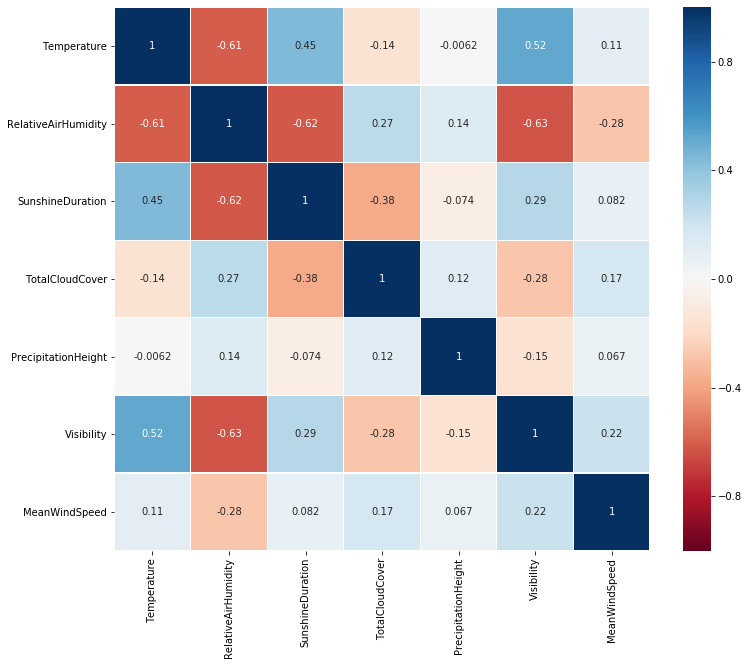 Temperature 1 -0.61 0.45 -0.14 -0.0062 0.52 0.11
RelativeAirHumidity -0.61 1 -0.62 0.27 0.14 -0.63 -0.28
SunshineDuration 0.45 -0.62 1 -0.38 -0.074 0.29 0.082
TotalCloudCover -0.14 0.27 -0.38 1 0.12 -0.28 0.17
PrecipitationHeight -0.0062 0.14 -0.074 0.12 1 -0.15 0.067
Visibility 0.52 -0.63 0.29 -0.28 -0.15 1 0.22
MeanWindSpeed 0.11 -0.28 0.082 0.17 0.067 0.22 1
Temperature
RelativeAirHumidity
SunshineDuration
TotalCloudCover
PrecipitationHeight
Visibility
MeanWindSpeed
0.8
0.4
0.0
−0.4
−0.8